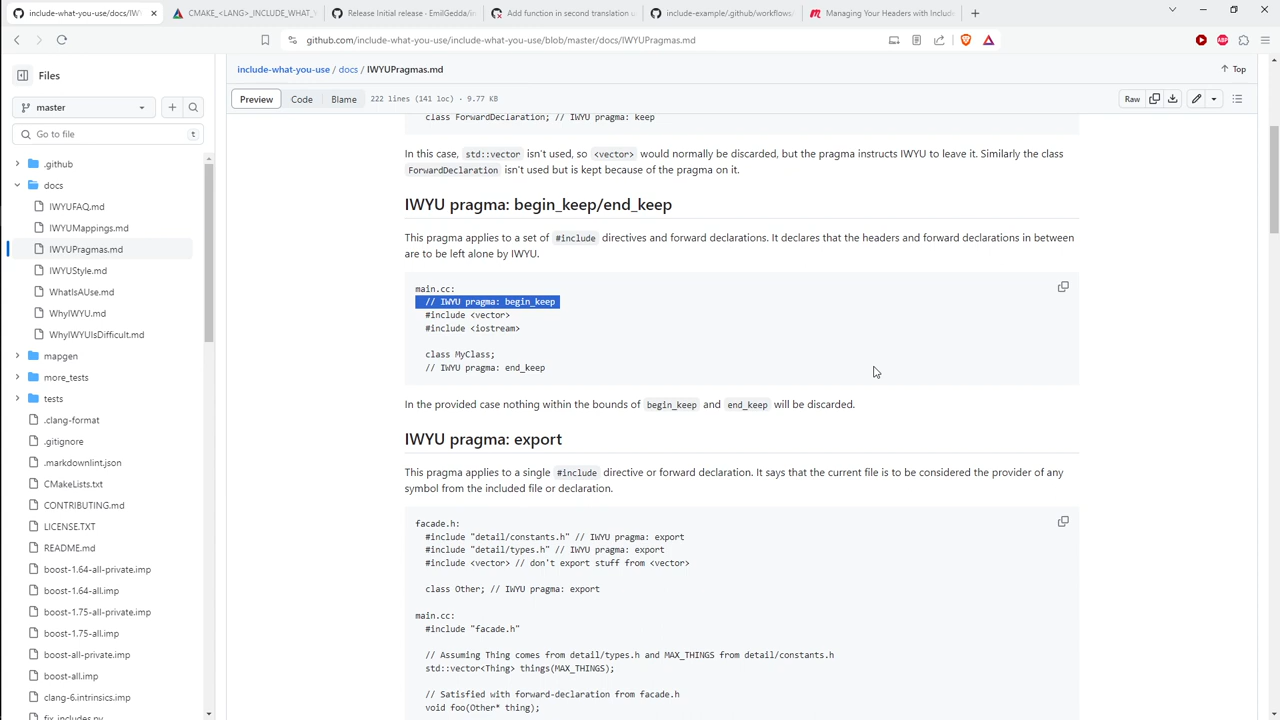 include-what-you-use/docs/IWY
CMAKE_<LANG>_INCLUDE_WHAT_
Release Initial release - EmilGedda/in
Add function in second translation u
include-example/.github/workflows/
Managing Your Headers with Includ
github.com/include-what-you-use/include-what-you-use/blob/master/docs/IWYUPragmas.md
Files
include-what-you-use / docs / IWYUPragmas.md
Top
master
Preview
Code
Blame
222 lines (141 loc) · 9.77 KB
Raw
Go to file
t
.github
docs
IWYUFAQ.md
IWYUMappings.md
IWYUPragmas.md
IWYUStyle.md
WhatIsAUse.md
WhyIWYU.md
WhyIWYUIsDifficult.md
mapgen
more_tests
tests
.clang-format
.gitignore
.markdownlint.json
CMakeLists.txt
CONTRIBUTING.md
LICENSE.TXT
README.md
boost-1.64-all-private.imp
boost-1.64-all.imp
boost-1.75-all-private.imp
boost-1.75-all.imp
boost-all-private.imp
boost-all.imp
clang-6.intrinsics.imp
fix_includes.py
class ForwardDeclaration; // IWYU pragma: keep
In this case, std::vector isn't used, so <vector> would normally be discarded, but the pragma instructs IWYU to leave it. Similarly the class
ForwardDeclaration isn't used but is kept because of the pragma on it.
IWYU pragma: begin_keep/end_keep
This pragma applies to a set of #include directives and forward declarations. It declares that the headers and forward declarations in between
are to be left alone by IWYU.
main.cc:
// IWYU pragma: begin_keep
#include <vector>
#include <iostream>
class MyClass;
// IWYU pragma: end_keep
In the provided case nothing within the bounds of begin_keep and end_keep will be discarded.
IWYU pragma: export
This pragma applies to a single #include directive or forward declaration. It says that the current file is to be considered the provider of any
symbol from the included file or declaration.
facade.h:
#include "detail/constants.h" // IWYU pragma: export
#include "detail/types.h" // IWYU pragma: export
#include <vector> // don't export stuff from <vector>
class Other; // IWYU pragma: export
main.cc:
#include "facade.h"
// Assuming Thing comes from detail/types.h and MAX_THINGS from detail/constants.h
std::vector<Thing> things(MAX_THINGS);
// Satisfied with forward-declaration from facade.h
void foo(Other* thing);